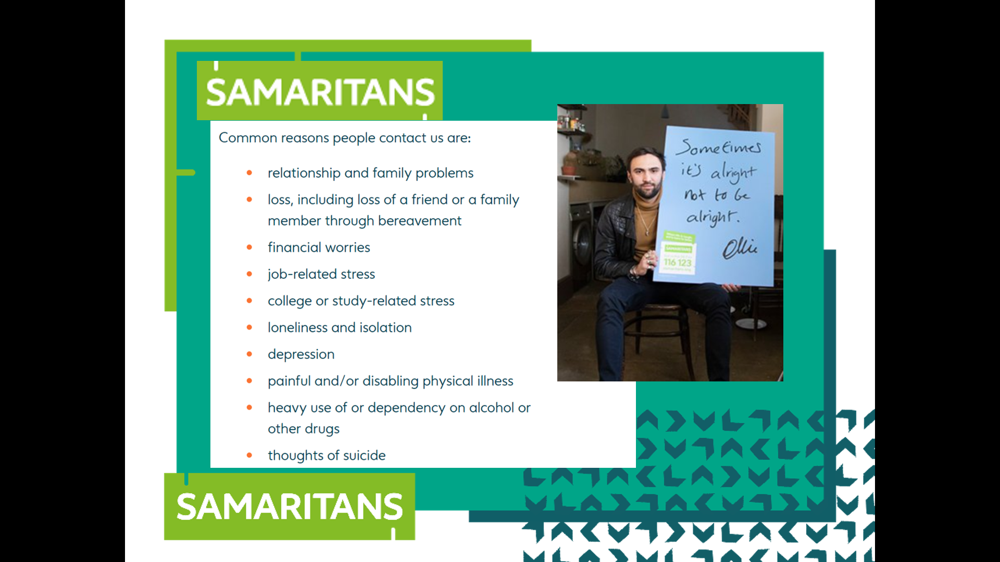 SAMARITANS
Common reasons people contact us are:
relationship and family problems
loss, including loss of a friend or a family
member through bereavement
financial worries
job-related stress
college or study-related stress
loneliness and isolation
depression
painful and/or disabling physical illness
heavy use of or dependency on alcohol or
other drugs
thoughts of suicide
Sometimes
it's alright
not to be
alright.
Ollie
SAMARITANS
116 123
SAMARITANS